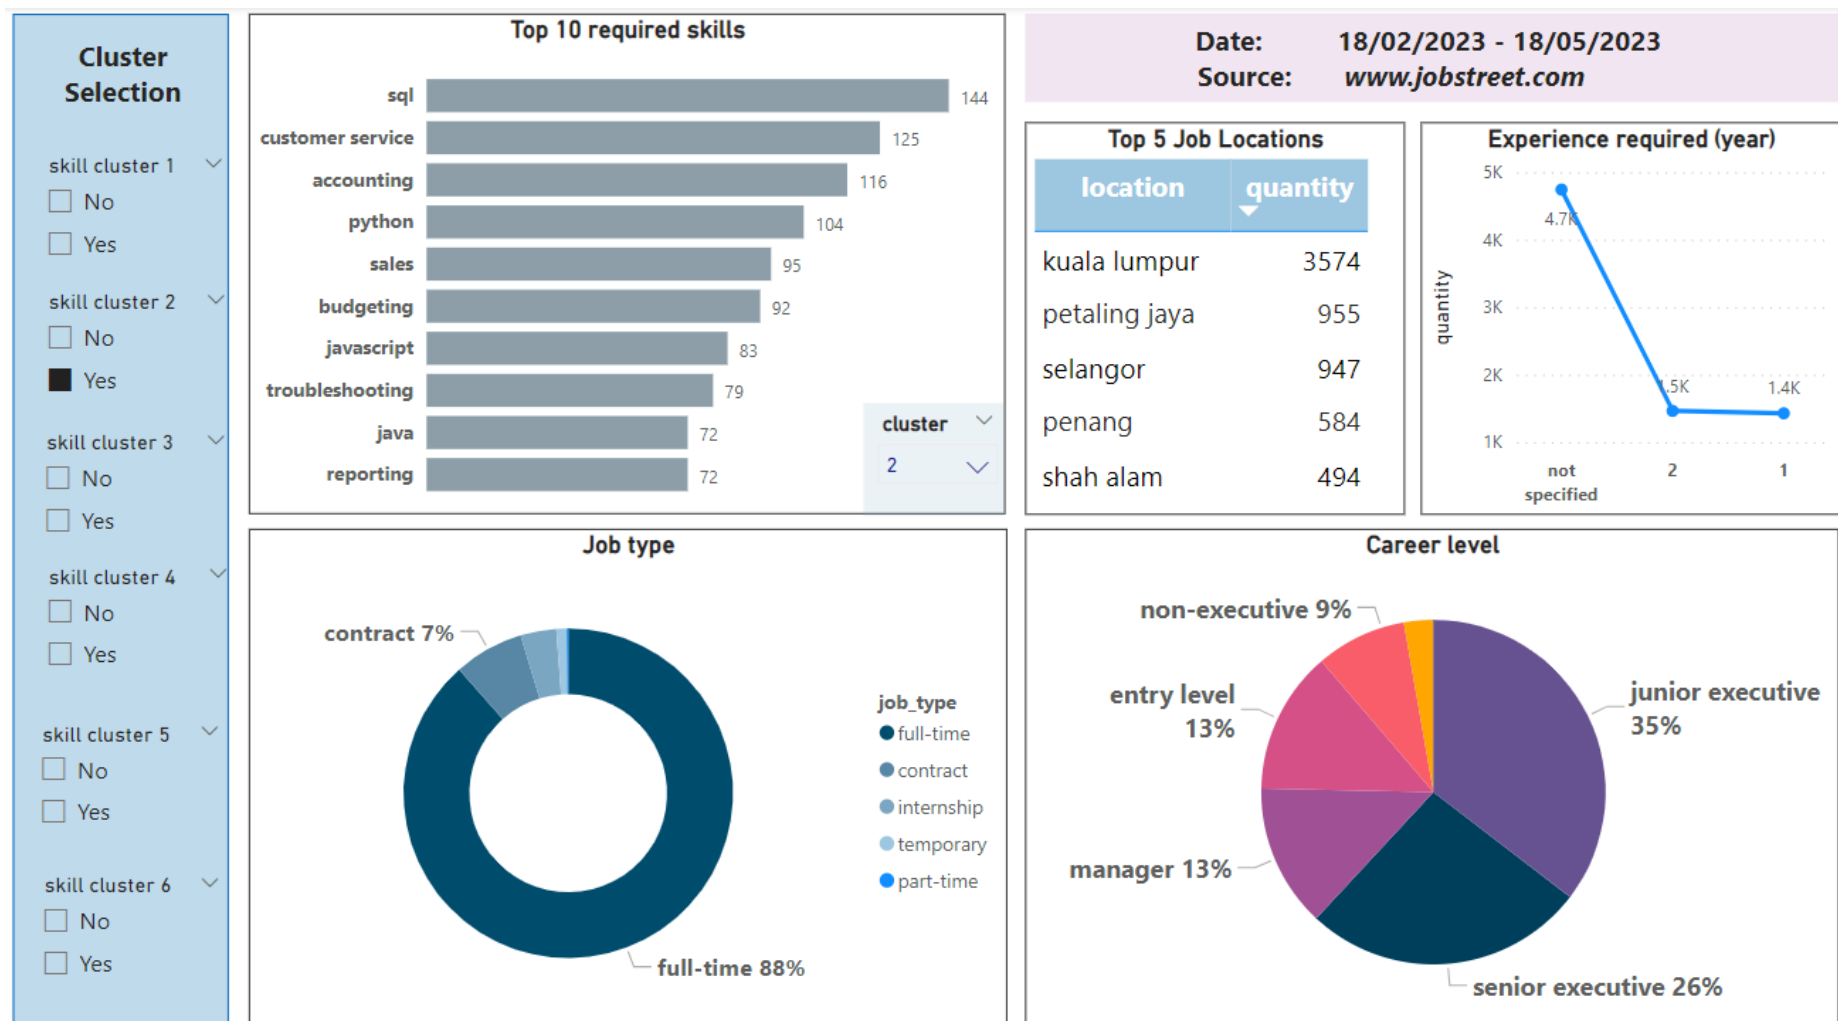 Cluster
Selection
skill cluster 1
No
Yes
skill cluster 2
No
Yes
skill cluster 3
No
Yes
skill cluster 4
No
Yes
skill cluster 5
No
Yes
skill cluster 6
No
Yes
Top 10 required skills
sql 144
customer service 125
accounting 116
python 104
sales 95
budgeting 92
javascript 83
troubleshooting 79
java 72
reporting 72
cluster
2
Date: 18/02/2023 - 18/05/2023
Source: www.jobstreet.com
Top 5 Job Locations
location quantity
kuala lumpur 3574
petaling jaya 955
selangor 947
penang 584
shah alam 494
Experience required (year)
quantity
5K
4K
3K
2K
1K
4.7K
1.5K
1.4K
not
specified
2
1
Job type
contract 7%
full-time 88%
job_type
full-time
contract
internship
temporary
part-time
Career level
non-executive 9%
entry level
13%
manager 13%
junior executive
35%
senior executive 26%